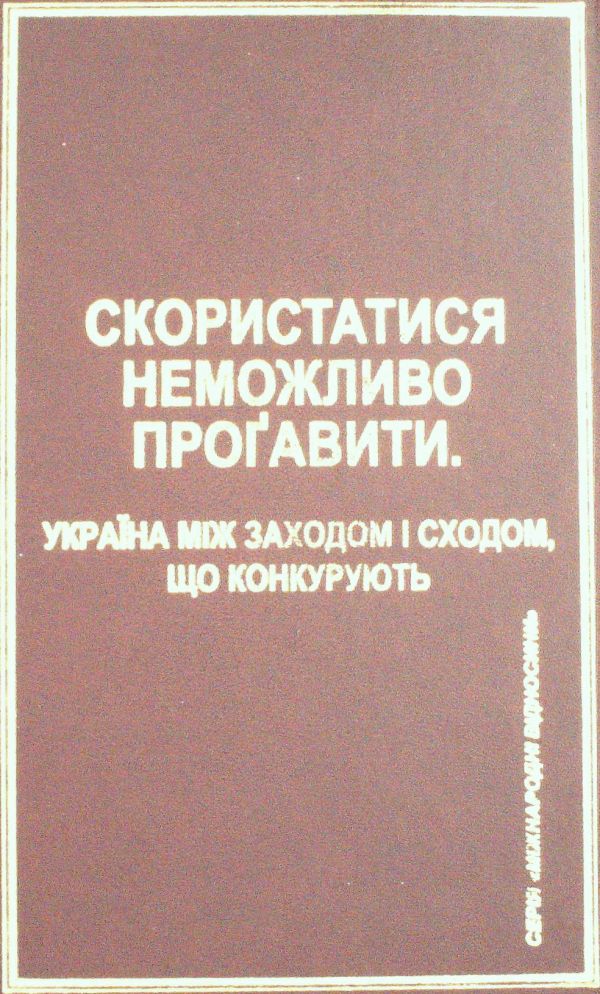 СКОРИСТАТИСЯ
НЕМОЖЛИВО
ПРОҐАВИТИ.
УКРАЇНА МІЖ ЗАХОДОМ І СХОДОМ,
ЩО КОНКУРУЮТЬ
СЕРІЯ «МІЖНАРОДНІ ВІДНОСИНИ»